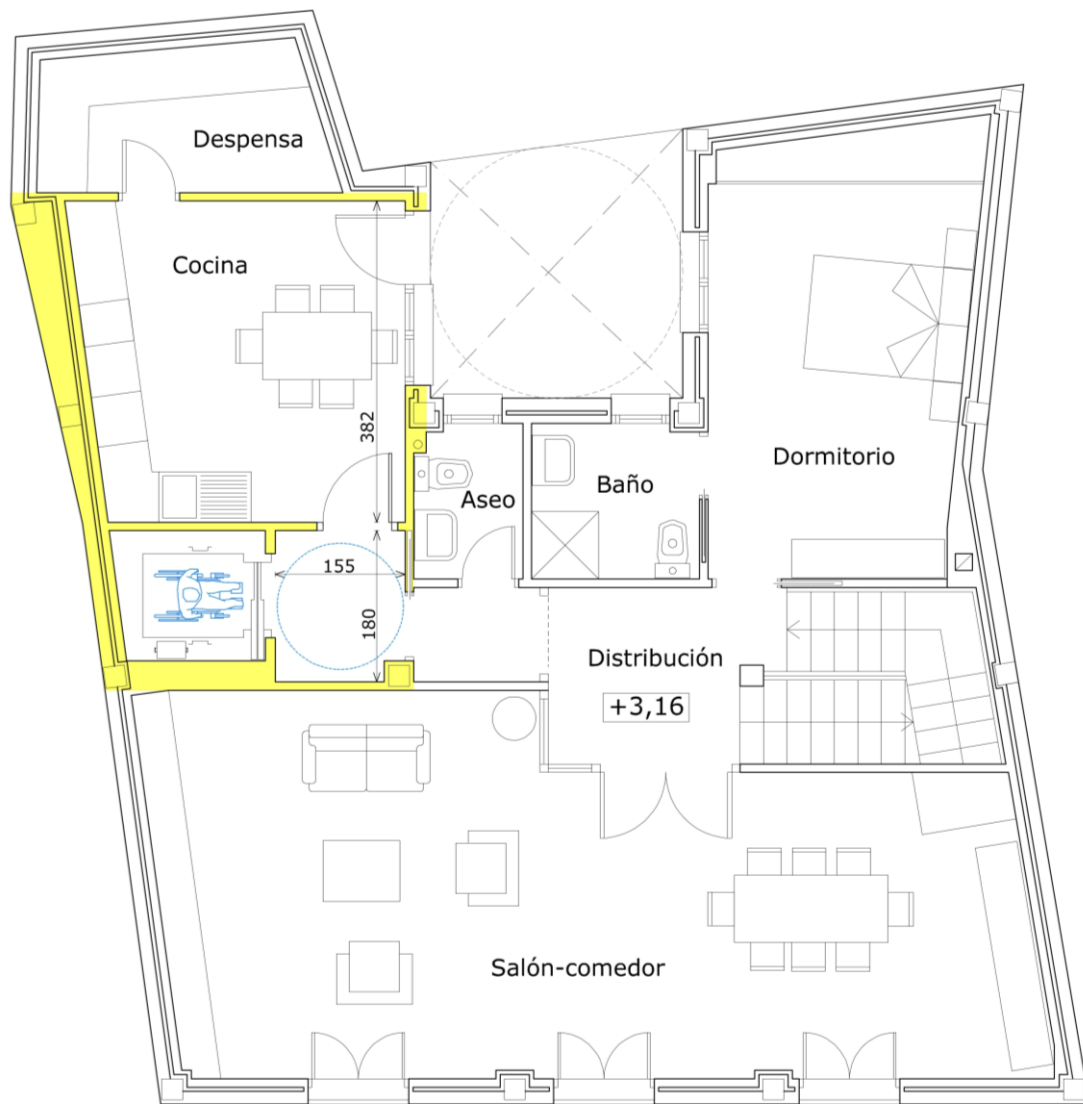 Despensa
Cocina
382
Dormitorio
Baño
Aseo
155
180
Distribución
+3,16
Salón-comedor